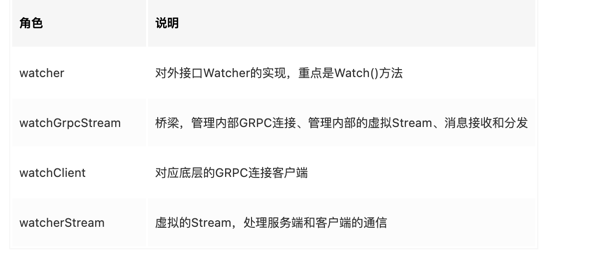 角色 说明
watcher 对外接口Watcher的实现，重点是Watch()方法
watchGrpcStream 桥梁，管理内部GRPC连接、管理内部的虚拟Stream、消息接收和分发
watchClient 对应底层的GRPC连接客户端
watcherStream 虚拟的Stream，处理服务端和客户端的通信